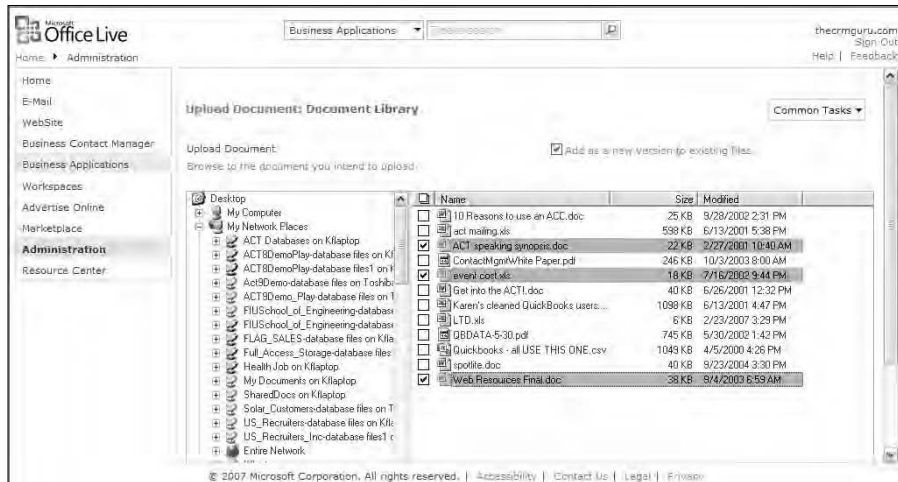 Microsoft
Office Live
Business Applications
thecrmguru.com
Sign Out
Home Administration
Help | Feedback
Home
E-Mail
WebSite
Business Contact Manager
Business Applications
Workspaces
Advertise Online
Marketplace
Administration
Resource Center
Upload Document: Document Library
Common Tasks
Upload Document
Add as a new version to existing files
Browse to the document you intend to upload.
Desktop
My Computer
My Network Places
ACT Databases on Kflaptop
ACT8DemoPlay-database files on Kfl
ACT8DemoPlay-database files1 on K
Act9Demo-database files on Toshiba
ACT9Demo_Play-database files on T
FIUSchool_of_Engineering-database
FIUSchool_of_Engineering-database
FLAG_SALES-database files on Kfla
Full_Access_Storage-database files
Health Job on Kflaptop
My Documents on Kflaptop
SharedDocs on Kflaptop
Solar_Customers-database files on T
US_Recruiters-database files on Kfla
US_Recruiters_Inc-database files1 c
Entire Network
Name Size Modified
10 Reasons to use an ACC.doc 25 KB 9/28/2002 2:31 PM
act mailing.xls 598 KB 6/13/2001 5:38 PM
ACT speaking synopsis.doc 22 KB 2/27/2001 10:40 AM
ContactMgmtWhite Paper.pdf 246 KB 10/3/2003 8:00 AM
event cost.xls 18 KB 7/16/2002 9:44 PM
Get into the ACT!.doc 40 KB 6/26/2001 12:32 PM
Karen's cleaned QuickBooks users.... 1098 KB 6/13/2001 4:47 PM
LTD.xls 6 KB 2/23/2007 3:29 PM
QBDATA-5-30.pdf 745 KB 5/30/2002 1:42 PM
Quickbooks - all USE THIS ONE.csv 1049 KB 4/5/2000 4:26 PM
spotlite.doc 40 KB 9/23/2004 3:30 PM
Web Resources Final.doc 38 KB 9/4/2003 6:59 AM
© 2007 Microsoft Corporation. All rights reserved. | Accessibility | Contact Us | Legal | Privacy